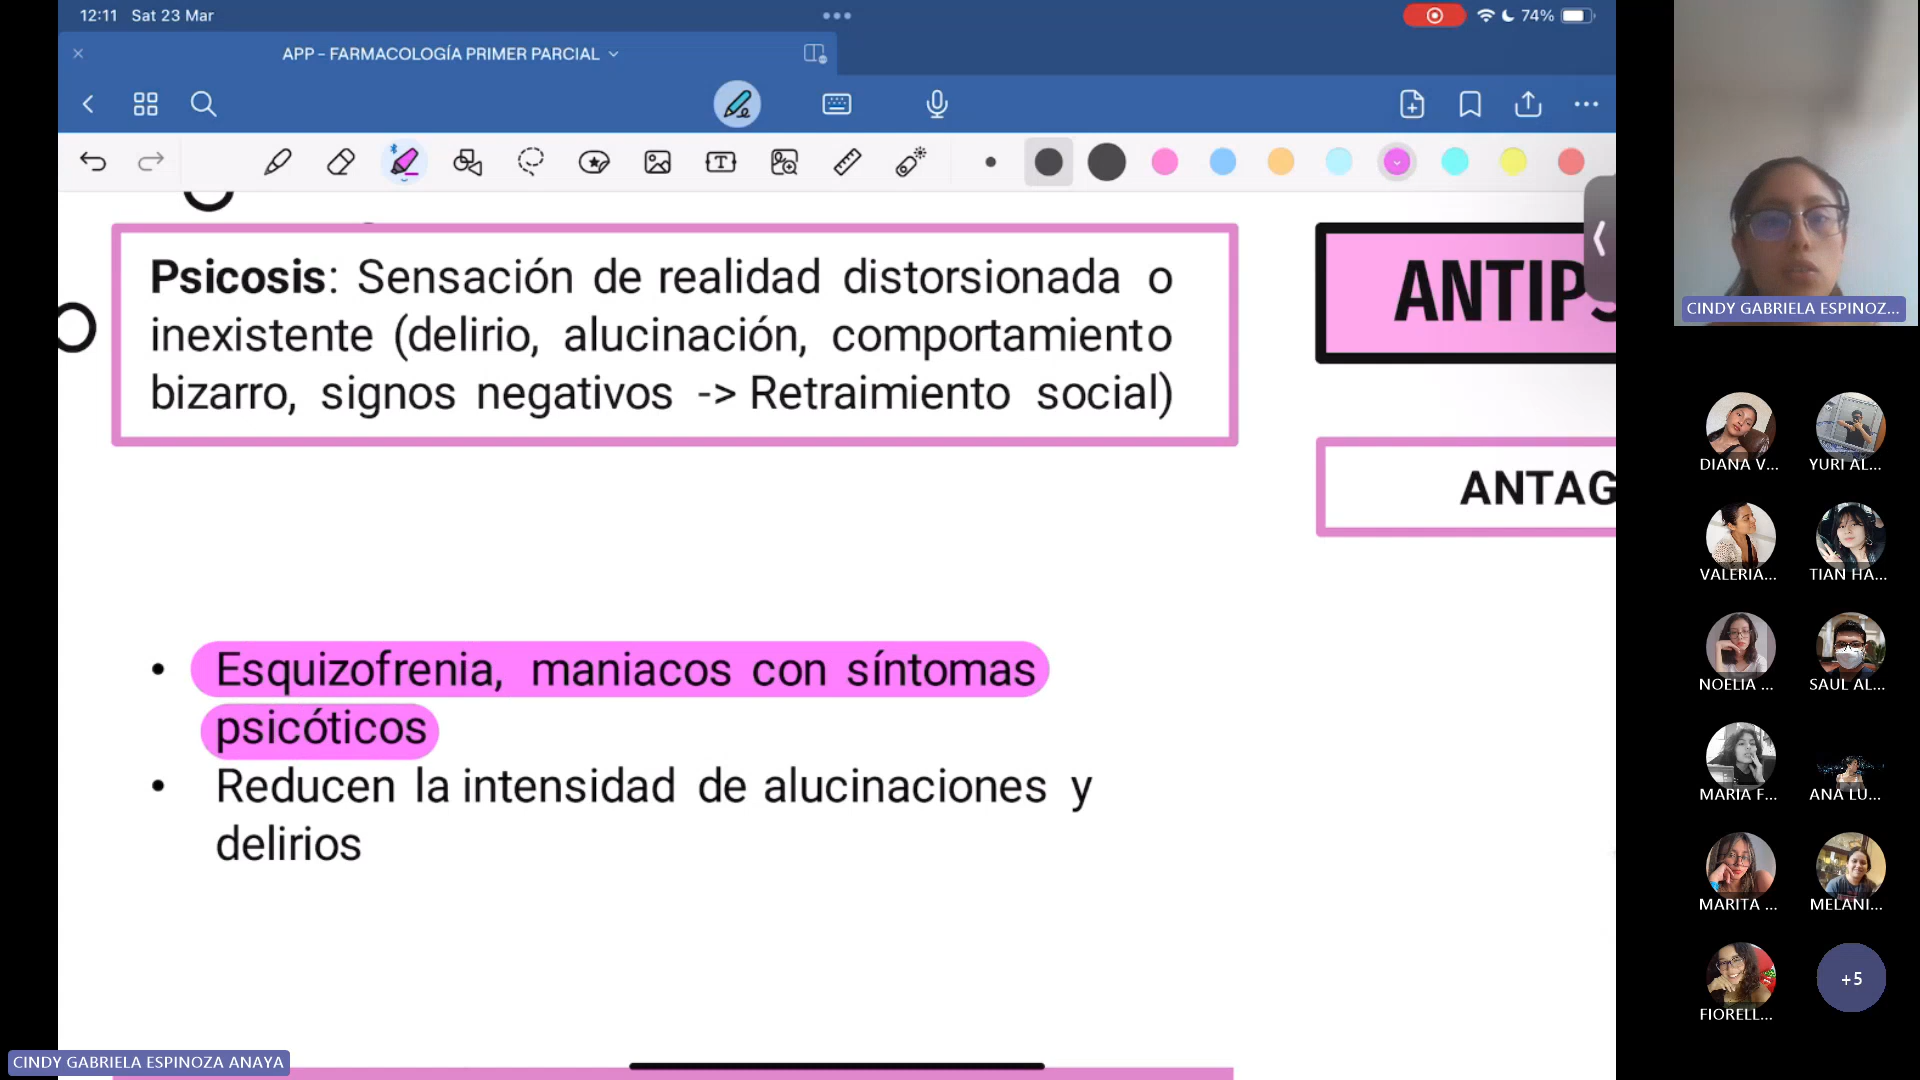 12:11 Sat 23 Mar
74%
APP - FARMACOLOGÍA PRIMER PARCIAL
Psicosis: Sensación de realidad distorsionada o
inexistente (delirio, alucinación, comportamiento
bizarro, signos negativos -> Retraimiento social)
ANTIPS
ANTAG
• Esquizofrenia, maniacos con síntomas
psicóticos
• Reducen la intensidad de alucinaciones y
delirios
CINDY GABRIELA ESPINOZA ANAYA
CINDY GABRIELA ESPINOZ...
DIANA V...
YURI AL...
VALERIA...
TIAN HA...
NOELIA ...
SAUL AL...
MARIA F...
ANA LU...
MARITA ...
MELANI...
FIORELL...
+5